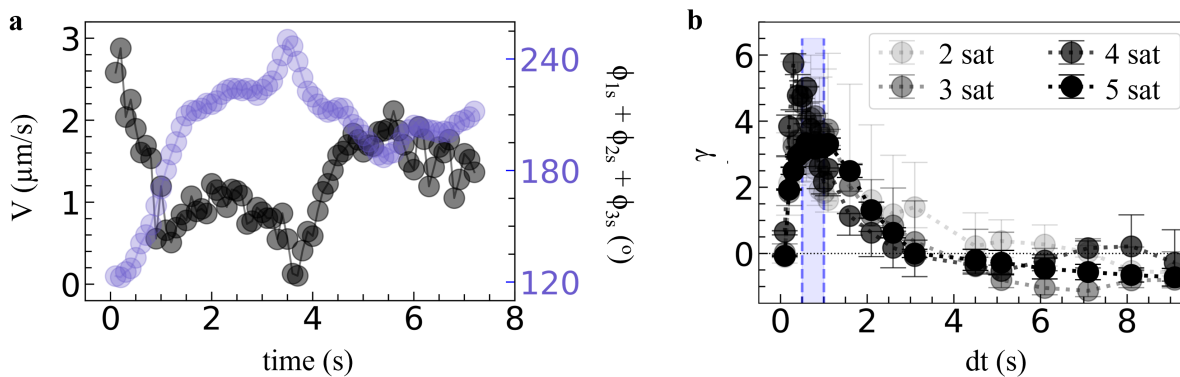 a
3
2
1
0
V (μm/s)
0
2
4
6
8
time (s)
240
180
120
ϕ1s + ϕ2s + ϕ3s (º)
b
6
4
2
0
γ
0
2
4
6
8
dt (s)
2 sat
3 sat
4 sat
5 sat